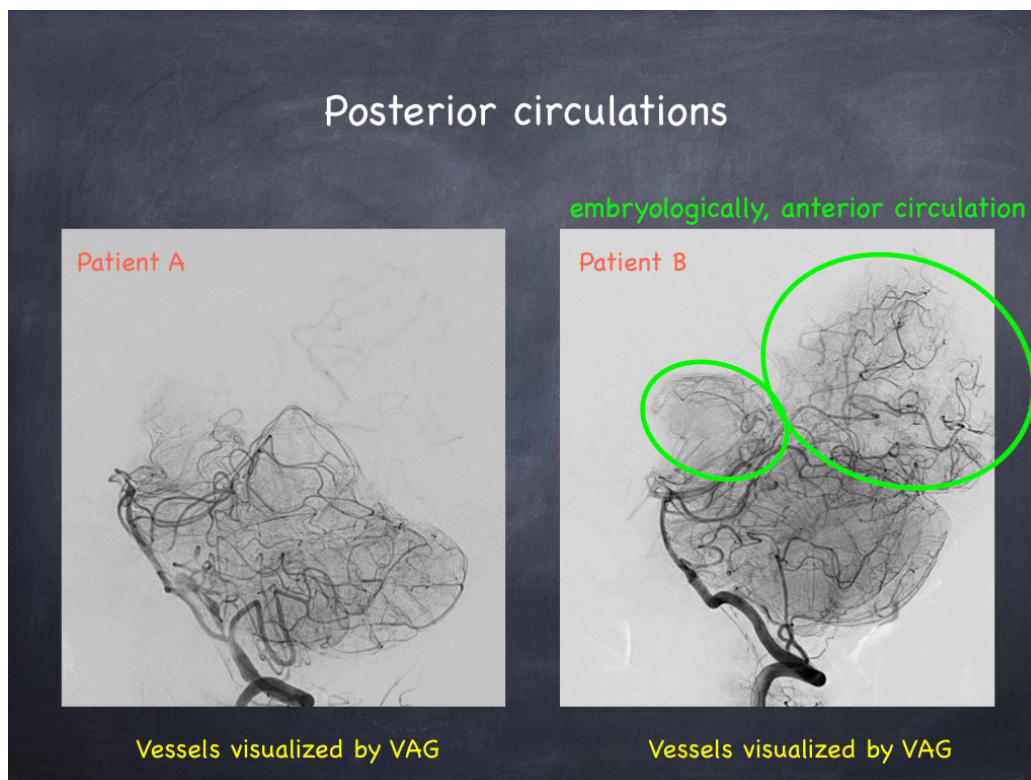 Posterior circulations
embryologically, anterior circulation
Patient A
Patient B
Vessels visualized by VAG
Vessels visualized by VAG